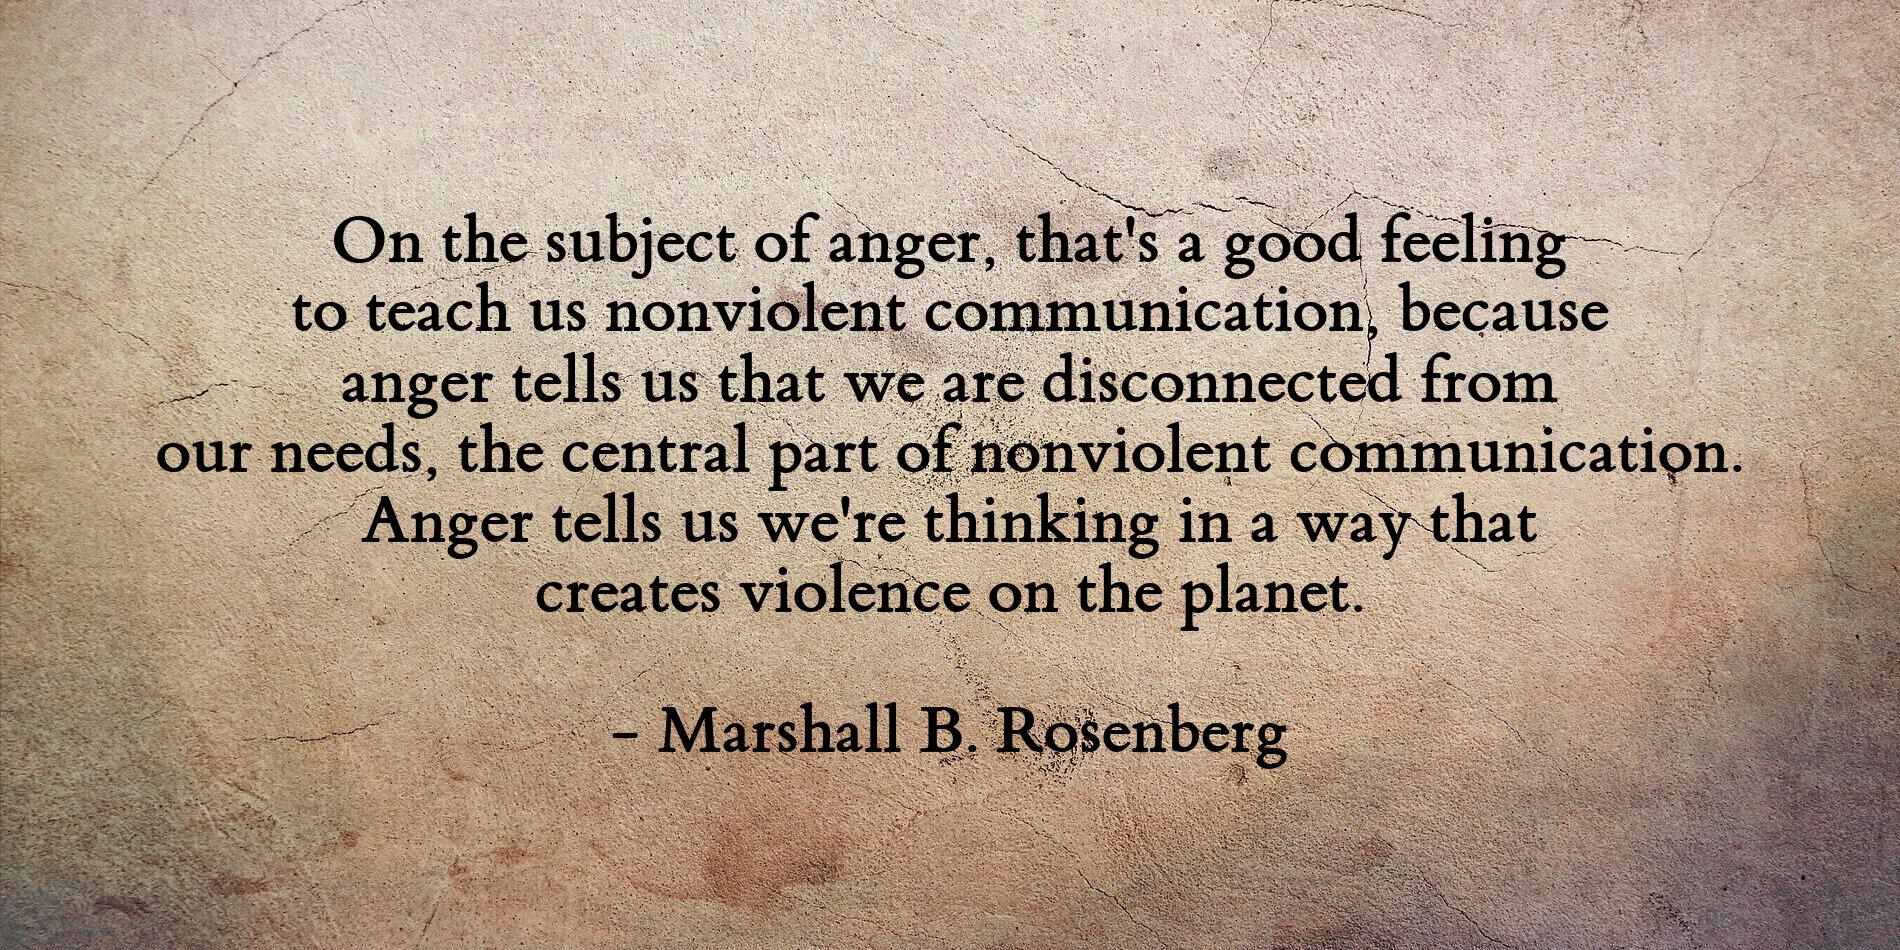 On the subject of anger, that's a good feeling
to teach us nonviolent communication, because
anger tells us that we are disconnected from
our needs, the central part of nonviolent communication.
Anger tells us we're thinking in a way that
creates violence on the planet.
- Marshall B. Rosenberg